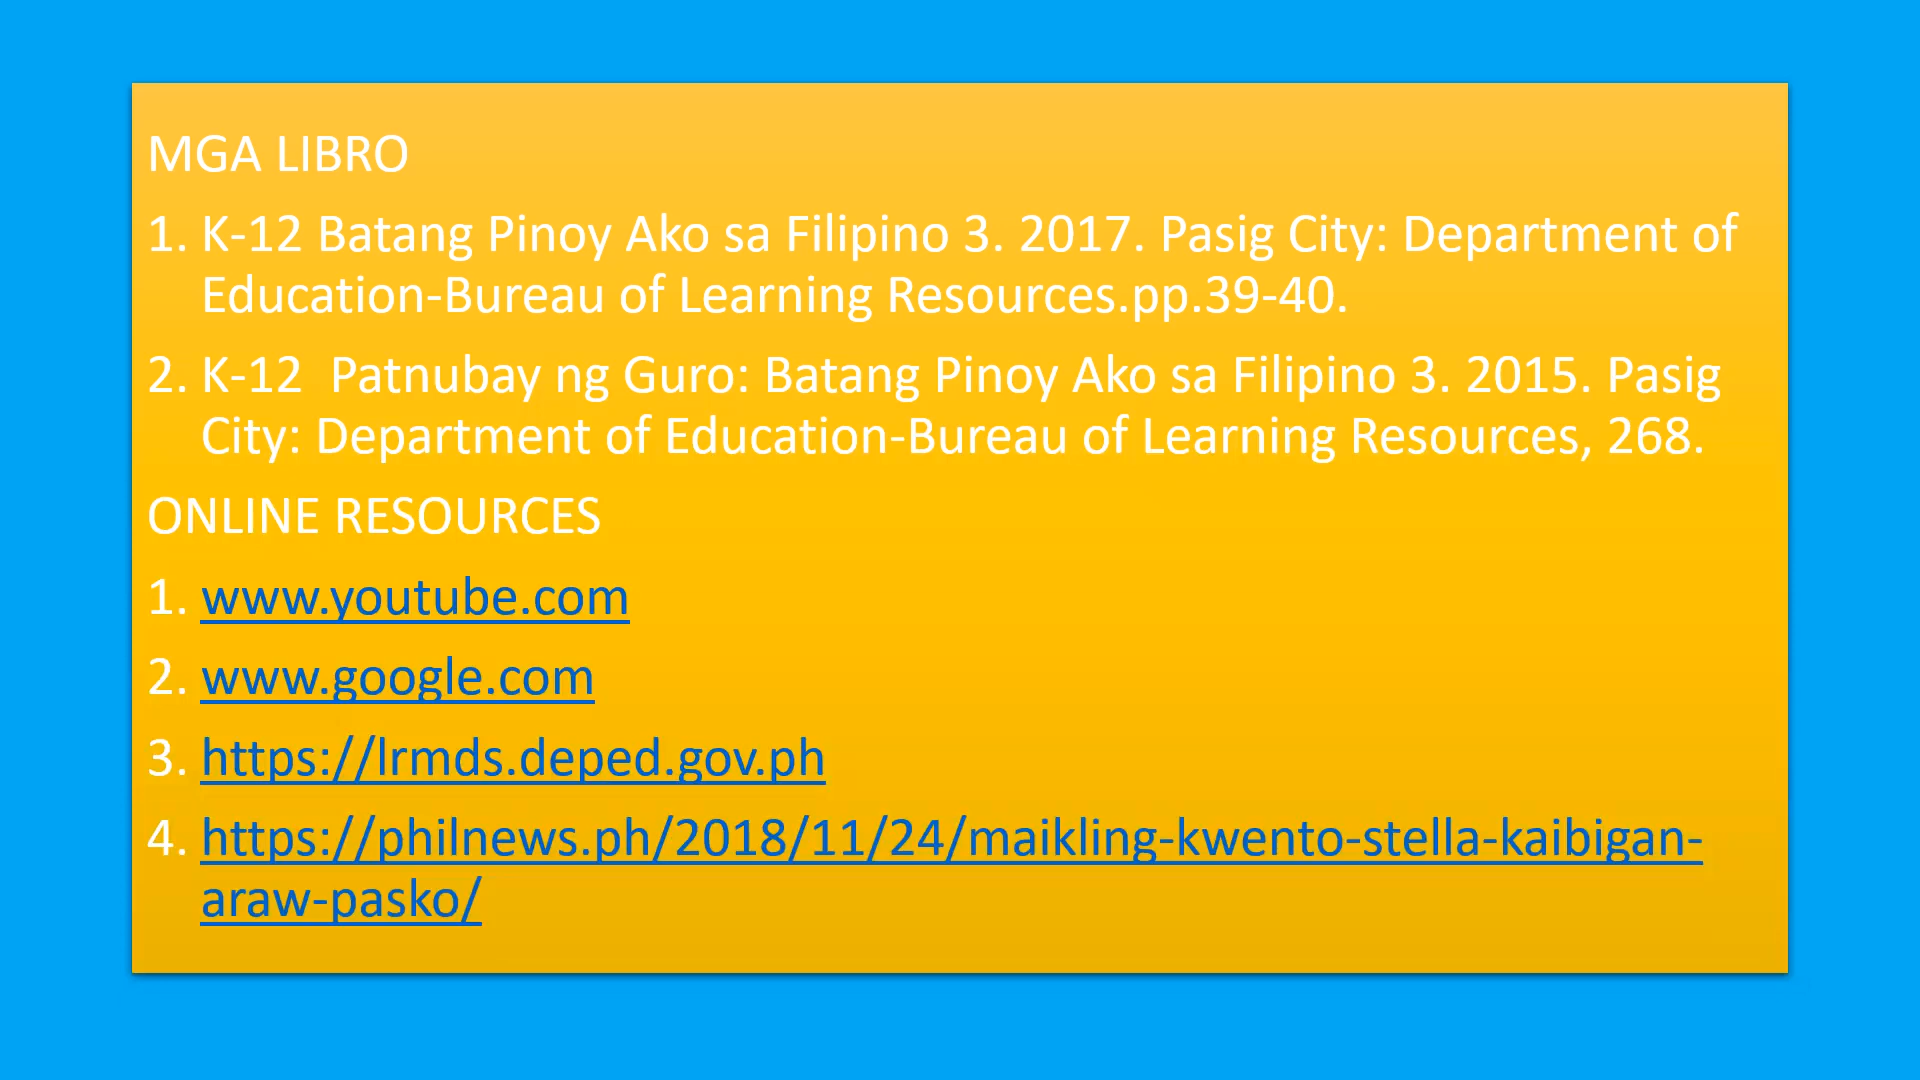 MGA LIBRO
1. K-12 Batang Pinoy Ako sa Filipino 3. 2017. Pasig City: Department of
Education-Bureau of Learning Resources.pp.39-40.
2. K-12  Patnubay ng Guro: Batang Pinoy Ako sa Filipino 3. 2015. Pasig
City: Department of Education-Bureau of Learning Resources, 268.
ONLINE RESOURCES
1. www.youtube.com
2. www.google.com
3. https://lrmds.deped.gov.ph
4. https://philnews.ph/2018/11/24/maikling-kwento-stella-kaibigan-
araw-pasko/